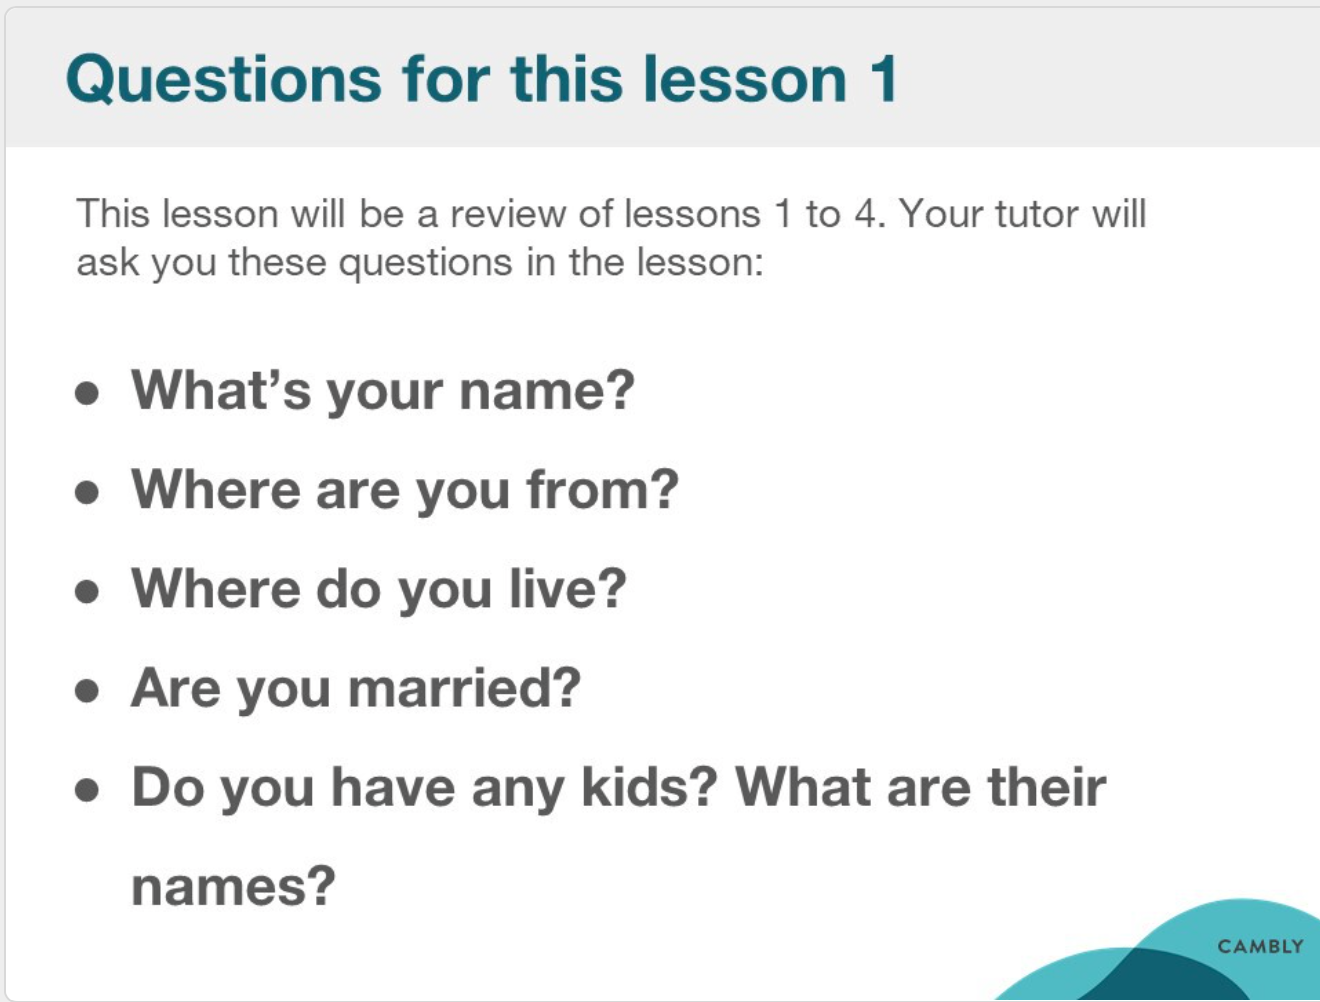 Questions for this lesson 1
This lesson will be a review of lessons 1 to 4. Your tutor will
ask you these questions in the lesson:
● What’s your name?
● Where are you from?
● Where do you live?
● Are you married?
● Do you have any kids? What are their
names?
CAMBLY